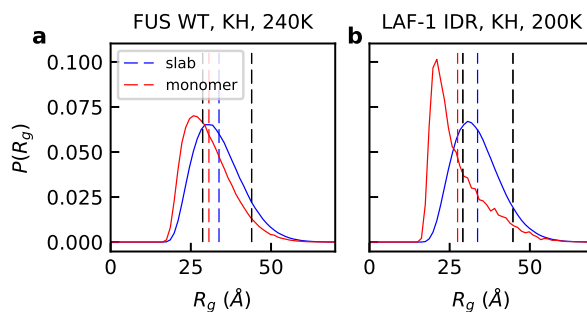 FUS WT, KH, 240K
LAF-1 IDR, KH, 200K
a
b
slab
monomer
P(Rg)
0.100
0.075
0.050
0.025
0.000
0
50
0
50
Rg (Å)
Rg (Å)